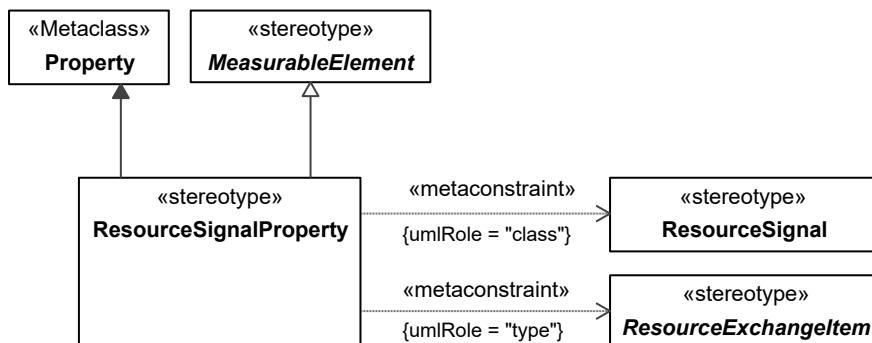 «Metaclass»
Property
«stereotype»
MeasurableElement
«stereotype»
ResourceSignalProperty
«metaconstraint»
{umlRole = "class"}
«stereotype»
ResourceSignal
«metaconstraint»
{umlRole = "type"}
«stereotype»
ResourceExchangeItem